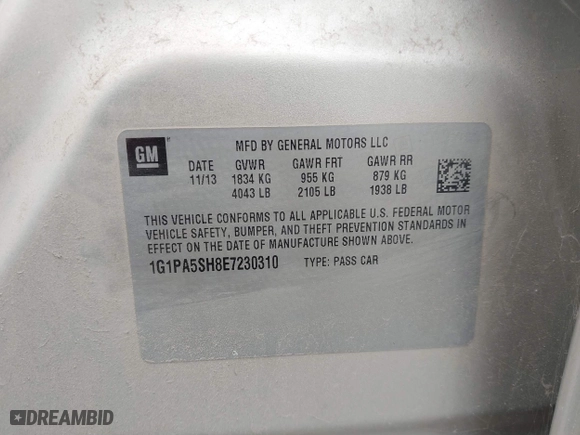 GM
MFD BY GENERAL MOTORS LLC
DATE GVWR GAWR FRT GAWR RR
11/13 1834 KG 955 KG 879 KG
4043 LB 2105 LB 1938 LB
THIS VEHICLE CONFORMS TO ALL APPLICABLE U.S. FEDERAL MOTOR
VEHICLE SAFETY, BUMPER, AND THEFT PREVENTION STANDARDS IN
EFFECT ON THE DATE OF MANUFACTURE SHOWN ABOVE.
1G1PA5SH8E7230310 TYPE: PASS CAR
DREAMBID